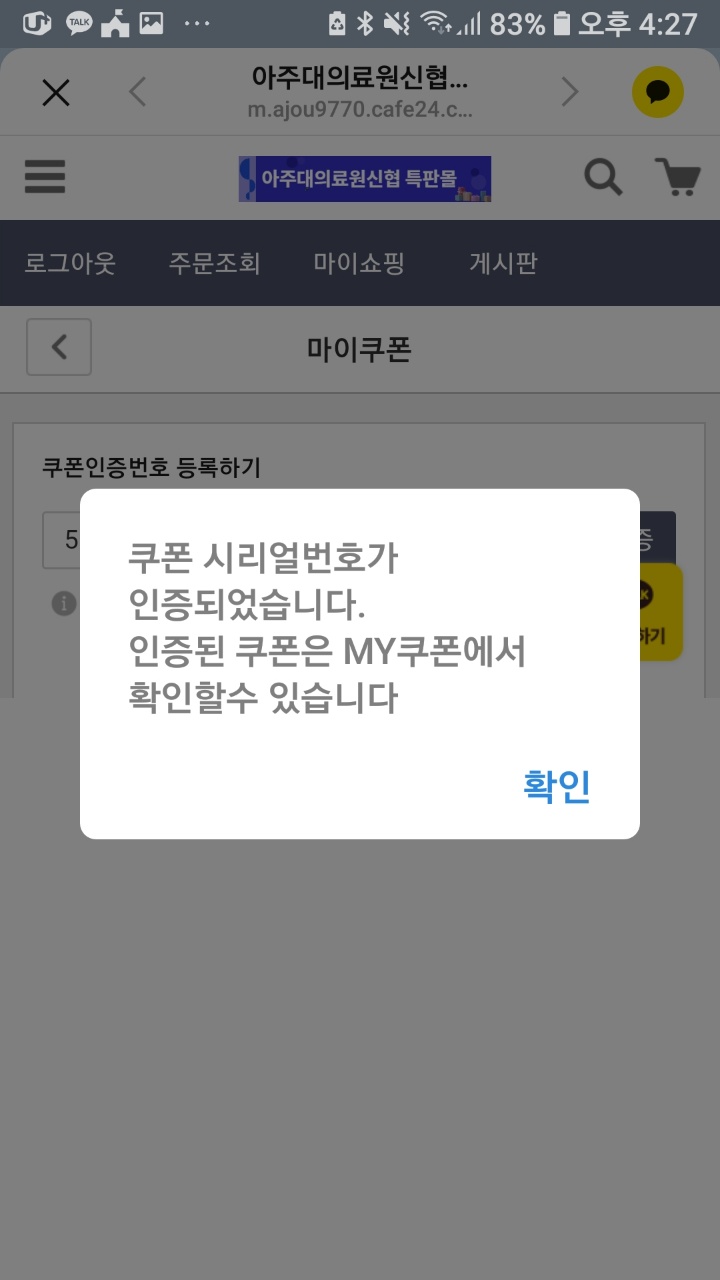 TALK 83% 오후 4:27
아주대의료원신협...
m.ajou9770.cafe24.c...
아주대의료원신협 특판몰
로그아웃 주문조회 마이쇼핑 게시판
마이쿠폰
쿠폰인증번호 등록하기
5 증
하기
쿠폰 시리얼번호가
인증되었습니다.
인증된 쿠폰은 MY쿠폰에서
확인할수 있습니다
확인